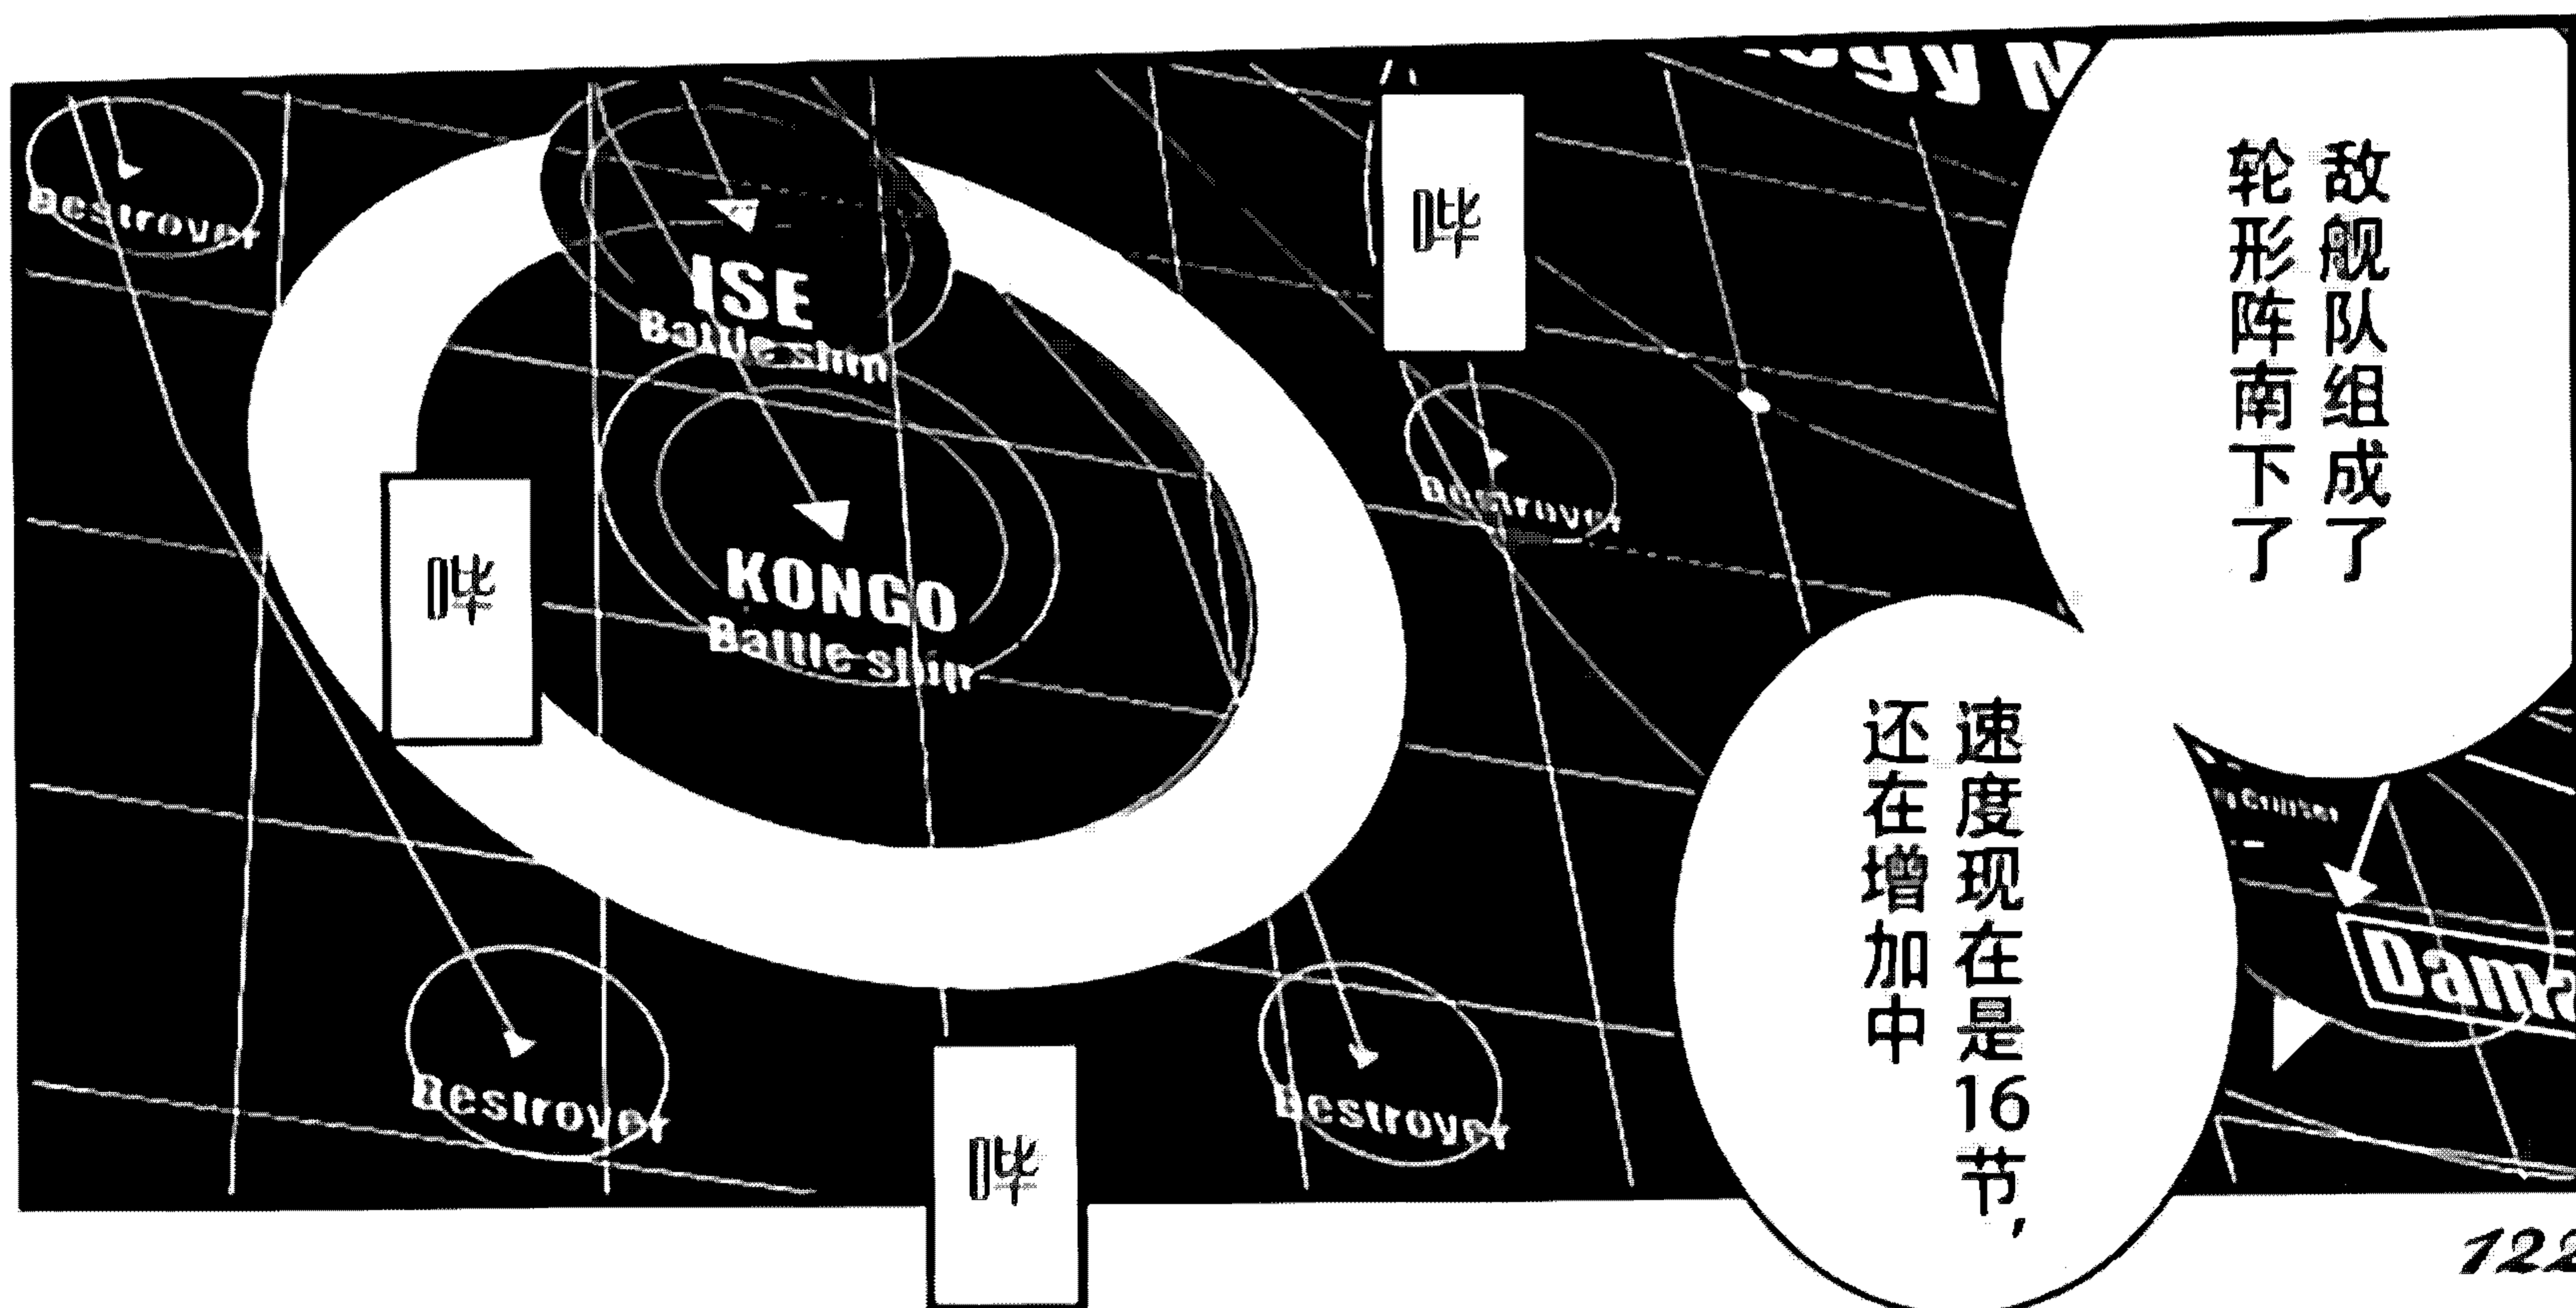 敌舰队组成了
轮形阵南下了
速度现在是16节,
还在增加中
哔
ISE
Battle ship
KONGO
Battle ship
哔
哔
Destroyer
Destroyer
Destroyer
Destroyer
Cruiser
Dama
122